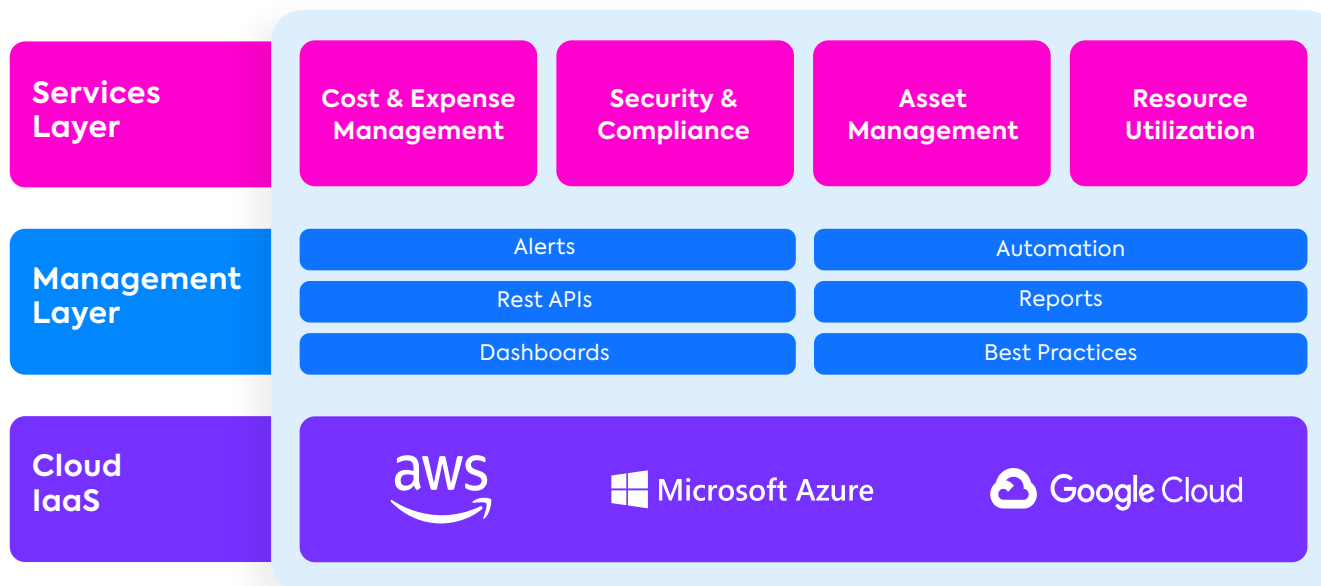 Services
Layer
Cost & Expense
Management
Security &
Compliance
Asset
Management
Resource
Utilization
Management
Layer
Alerts
Automation
Rest APIs
Reports
Dashboards
Best Practices
Cloud
IaaS
aws
Microsoft Azure
Google Cloud